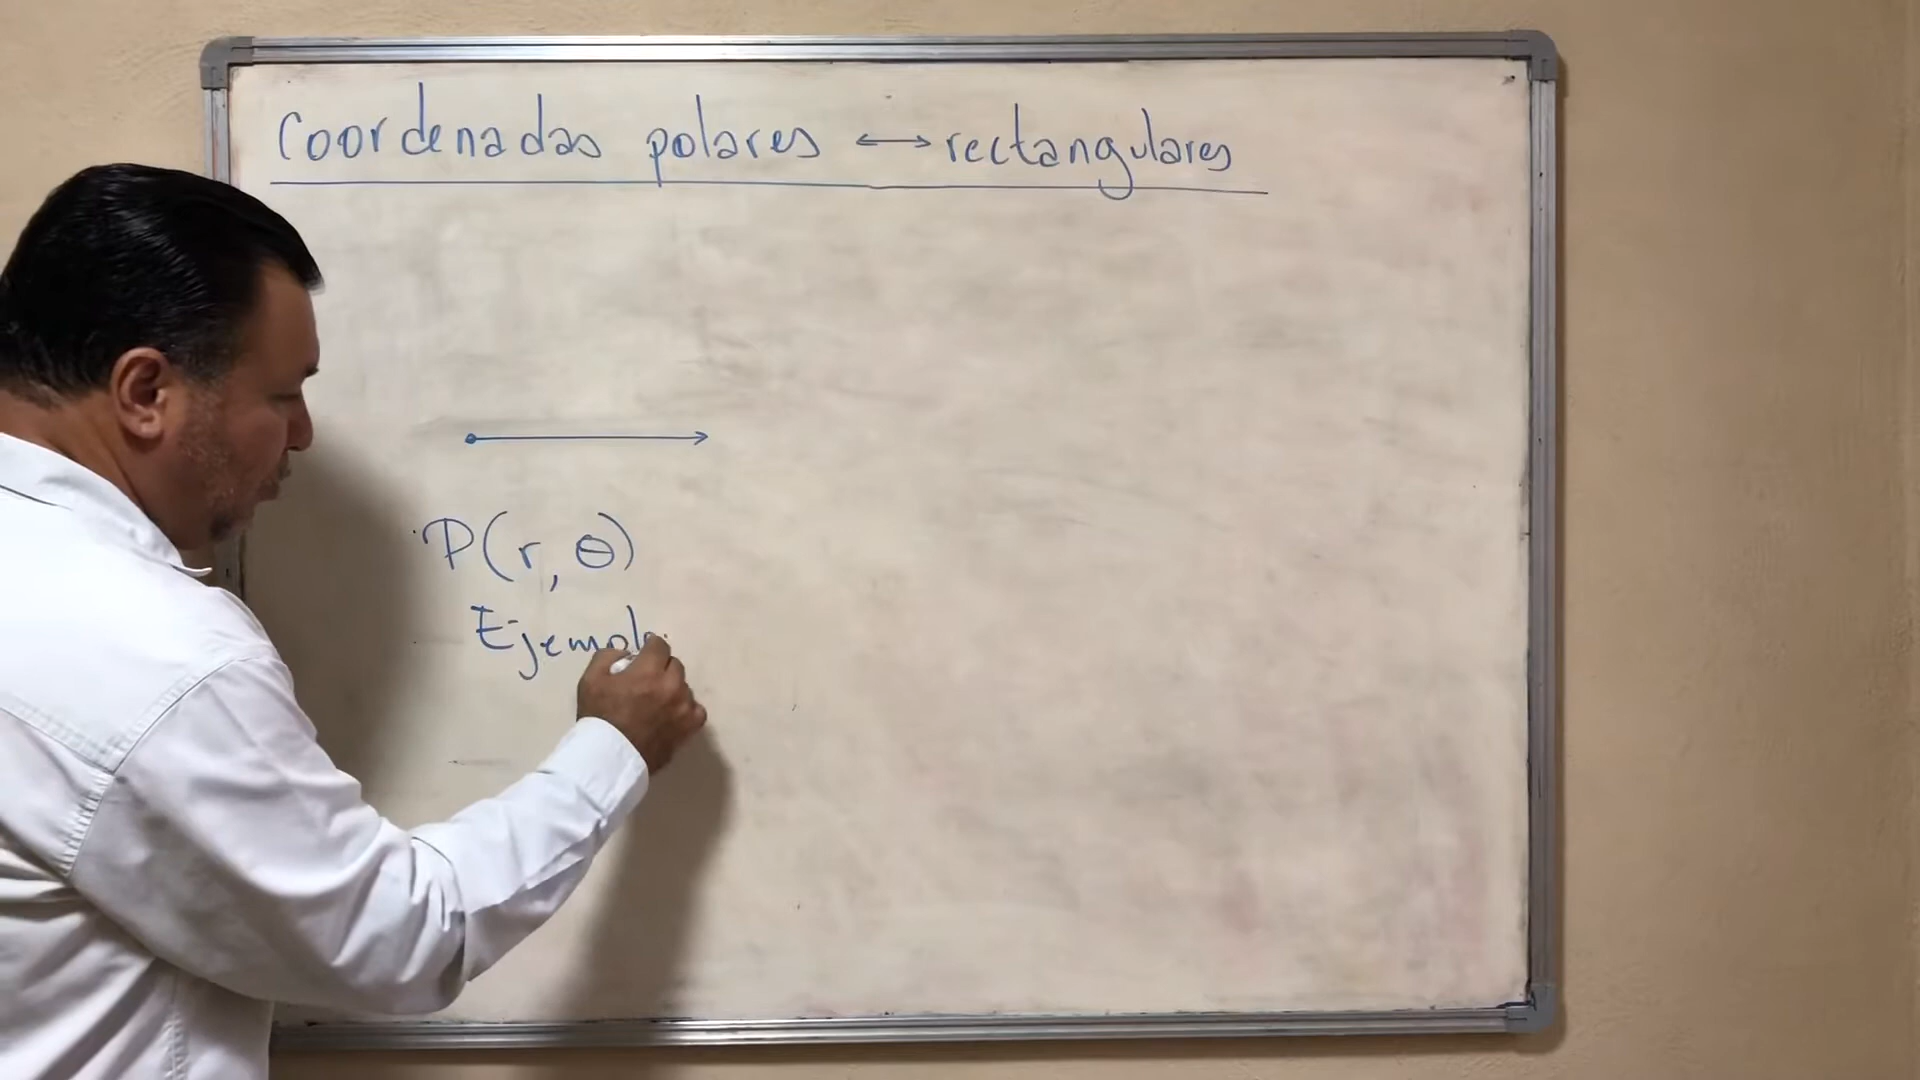 Coordenadas polares ↔ rectangulares
P(r, θ)